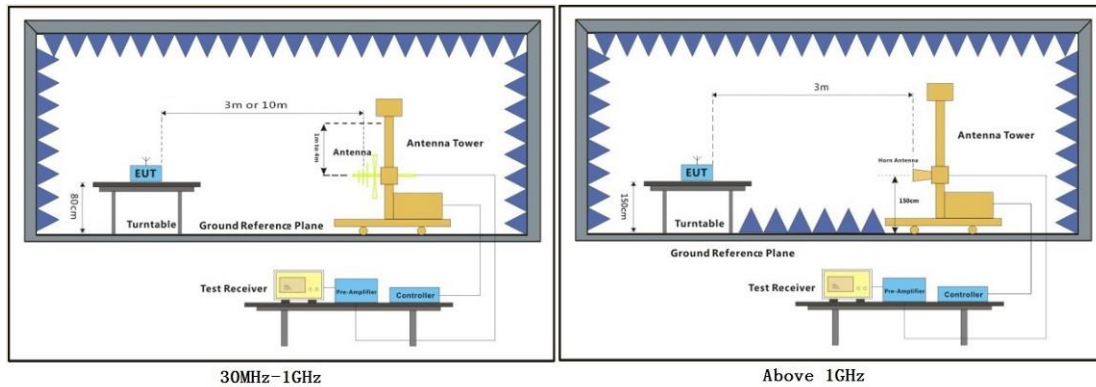 3m or 10m
1m to 4m
Antenna
Antenna Tower
EUT
80cm
Turntable
Ground Reference Plane
Test Receiver
Pre-Amplifier
Controller
30MHz-1GHz
3m
Antenna Tower
Horn Antenna
EUT
150cm
150cm
Turntable
Ground Reference Plane
Test Receiver
Pre-Amplifier
Controller
Above 1GHz